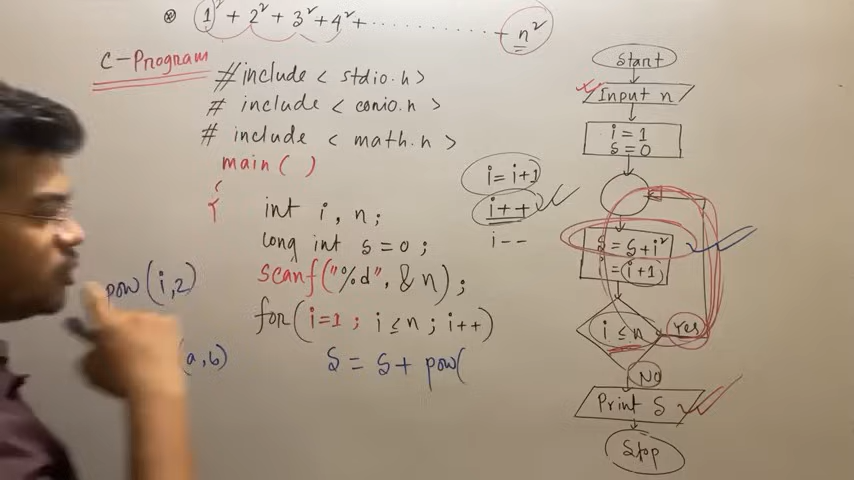 1² + 2² + 3² + 4² + ............ + n²
C-Program
#include < stdio.h >
# include < conio.h >
# include < math.h >
main( )
{
int i, n;
long int s=0;
scanf("%d", &n);
for(i=1; i≤n; i++)
S = S + pow(
pow(i,2)
(a,b)
i=i+1
i++
i--
Start
Input n
i=1
S=0
S=S+i²
i=i+1
i≤n
Yes
No
Print S
Stop